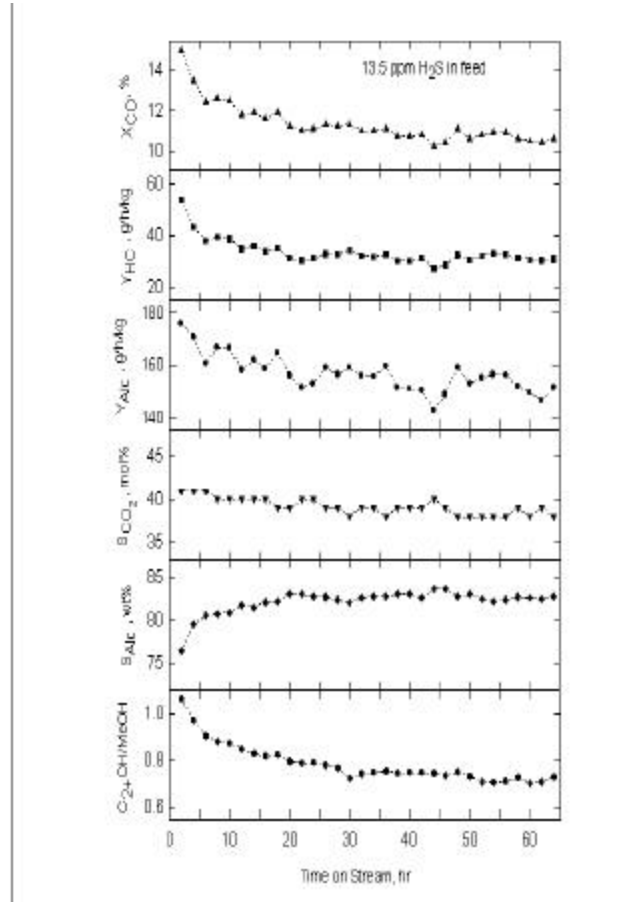 13.5 ppm H2S in feed
XCO, %
14
12
10
YHC, g/h/kg
60
40
20
YAlc, g/h/kg
180
160
140
SCO2, mol%
45
40
35
SAlc, wt%
85
80
75
C2+OH/MeOH
1.0
0.8
0.6
0 10 20 30 40 50 60
Time on Stream, hr